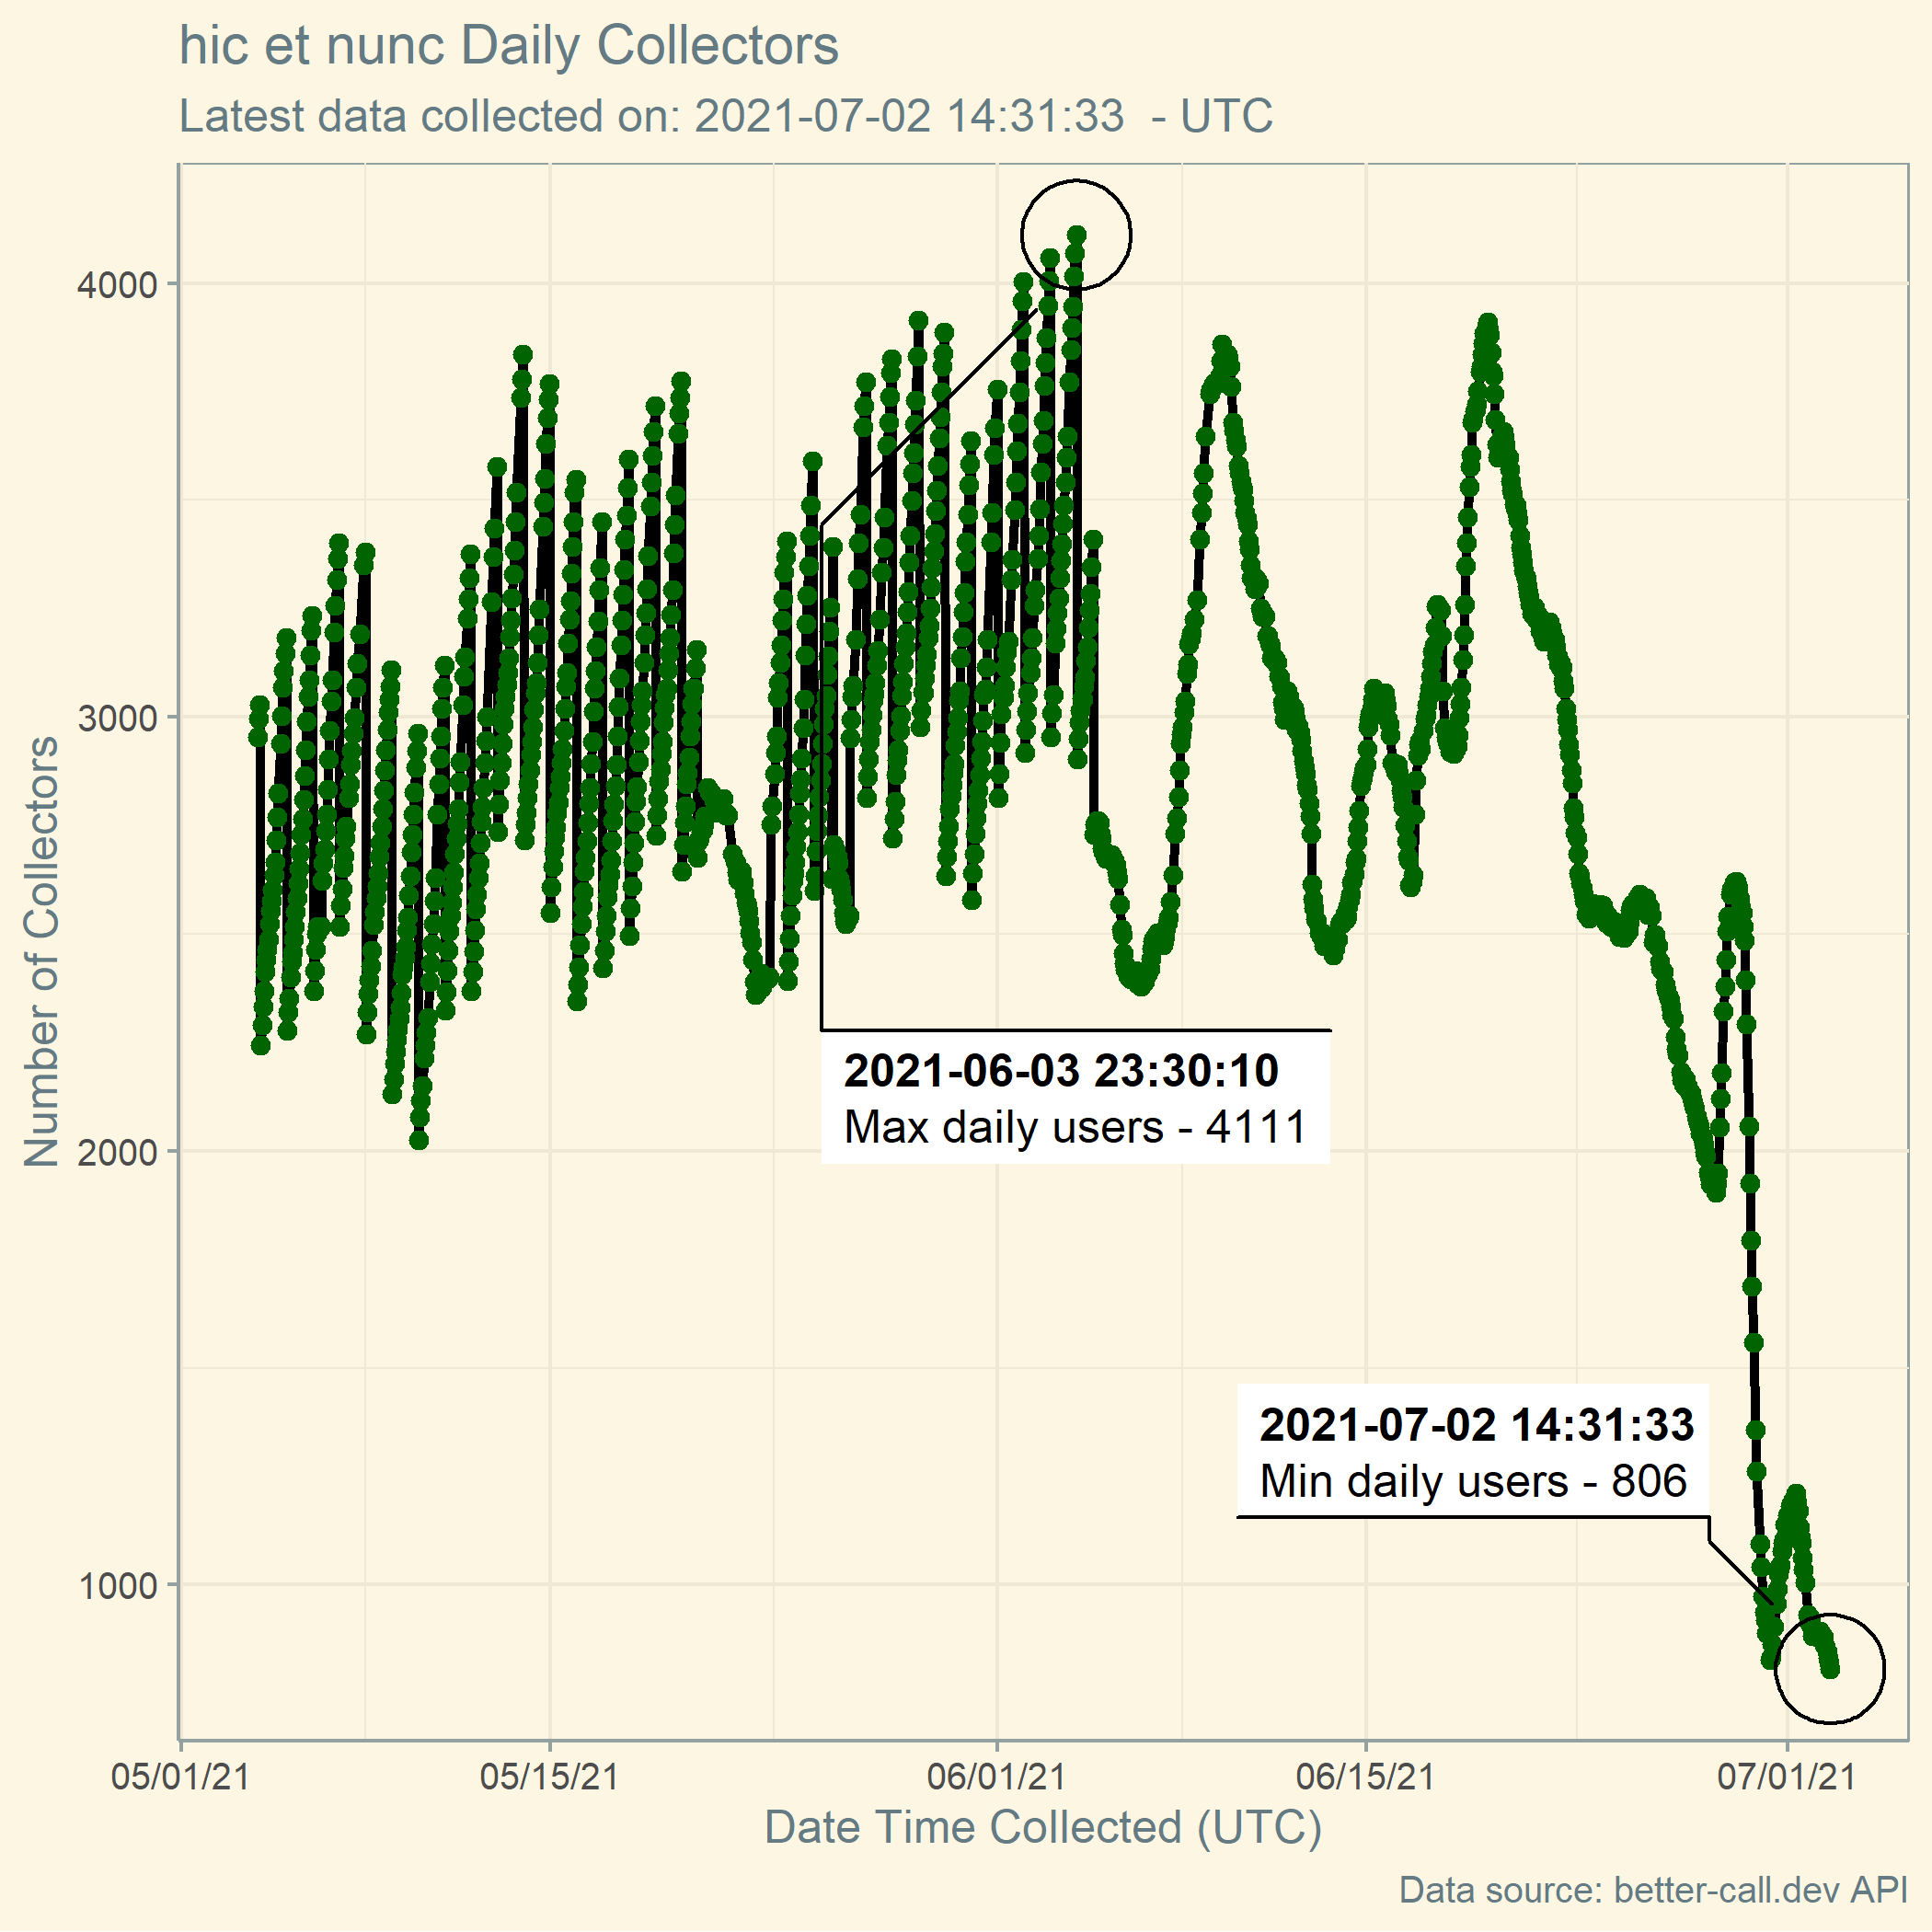 hic et nunc Daily Collectors
Latest data collected on: 2021-07-02 14:31:33  - UTC
Number of Collectors
4000
3000
2000
1000
2021-06-03 23:30:10
Max daily users - 4111
2021-07-02 14:31:33
Min daily users - 806
05/01/21
05/15/21
06/01/21
06/15/21
07/01/21
Date Time Collected (UTC)
Data source: better-call.dev API